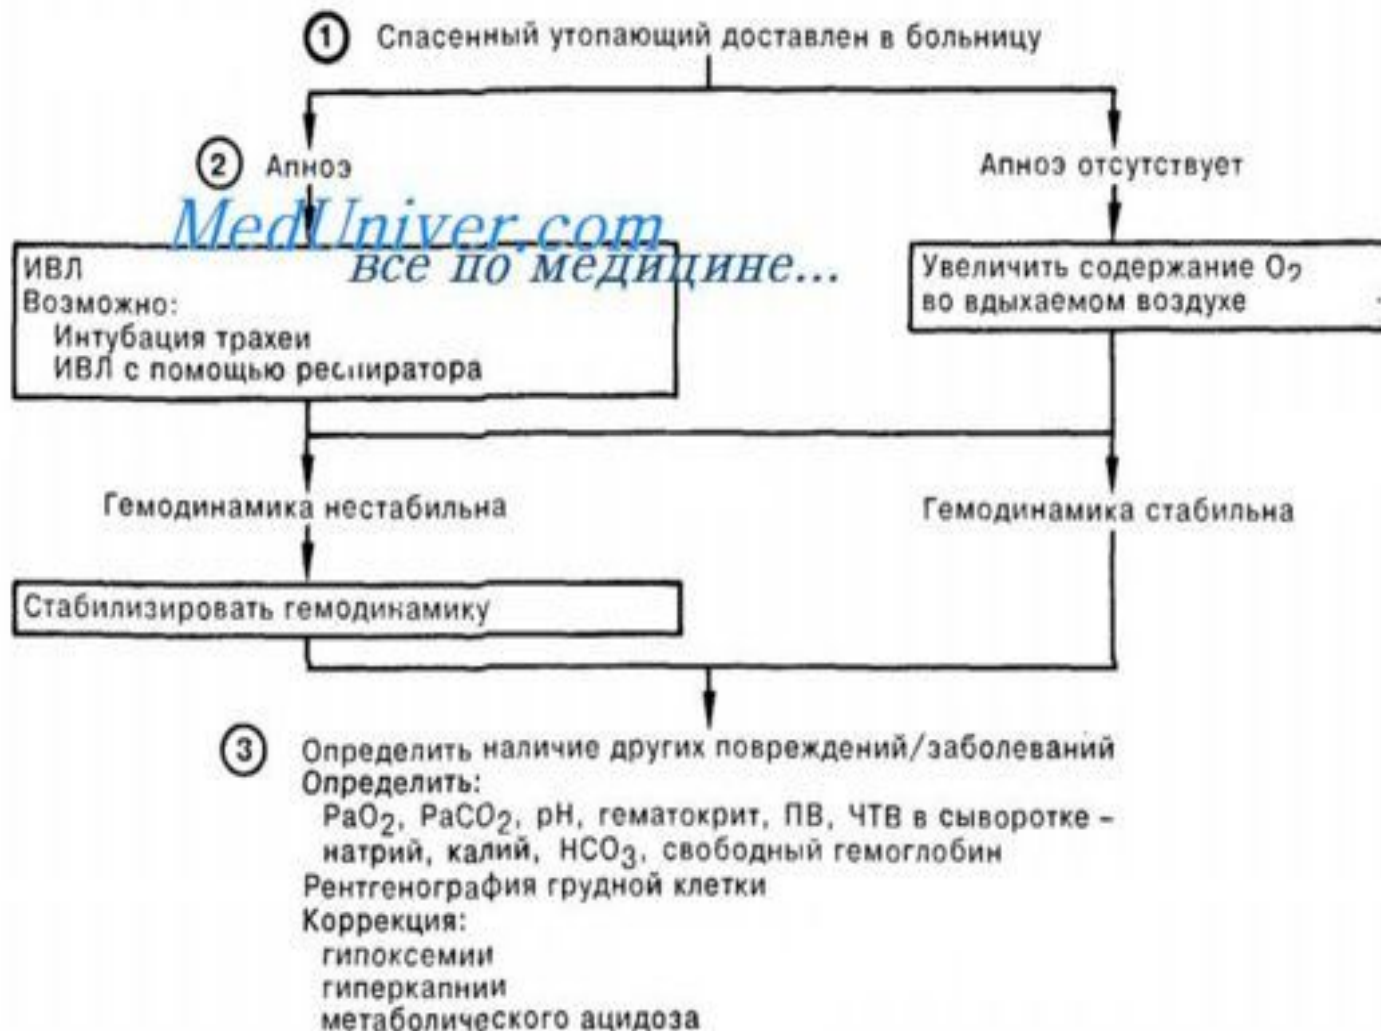 1 Спасенный утопающий доставлен в больницу
2 Апноэ
Апноэ отсутствует
MedUniver.com
все по медицине...
ИВЛ
Возможно:
Интубация трахеи
ИВЛ с помощью респиратора
Увеличить содержание O2
во вдыхаемом воздухе
Гемодинамика нестабильна
Гемодинамика стабильна
Стабилизировать гемодинамику
3 Определить наличие других повреждений/заболеваний
Определить:
PaO2, PaCO2, pH, гематокрит, ПВ, ЧТВ в сыворотке –
натрий, калий, HCO3, свободный гемоглобин
Рентгенография грудной клетки
Коррекция:
гипоксемии
гиперкапнии
метаболического ацидоза